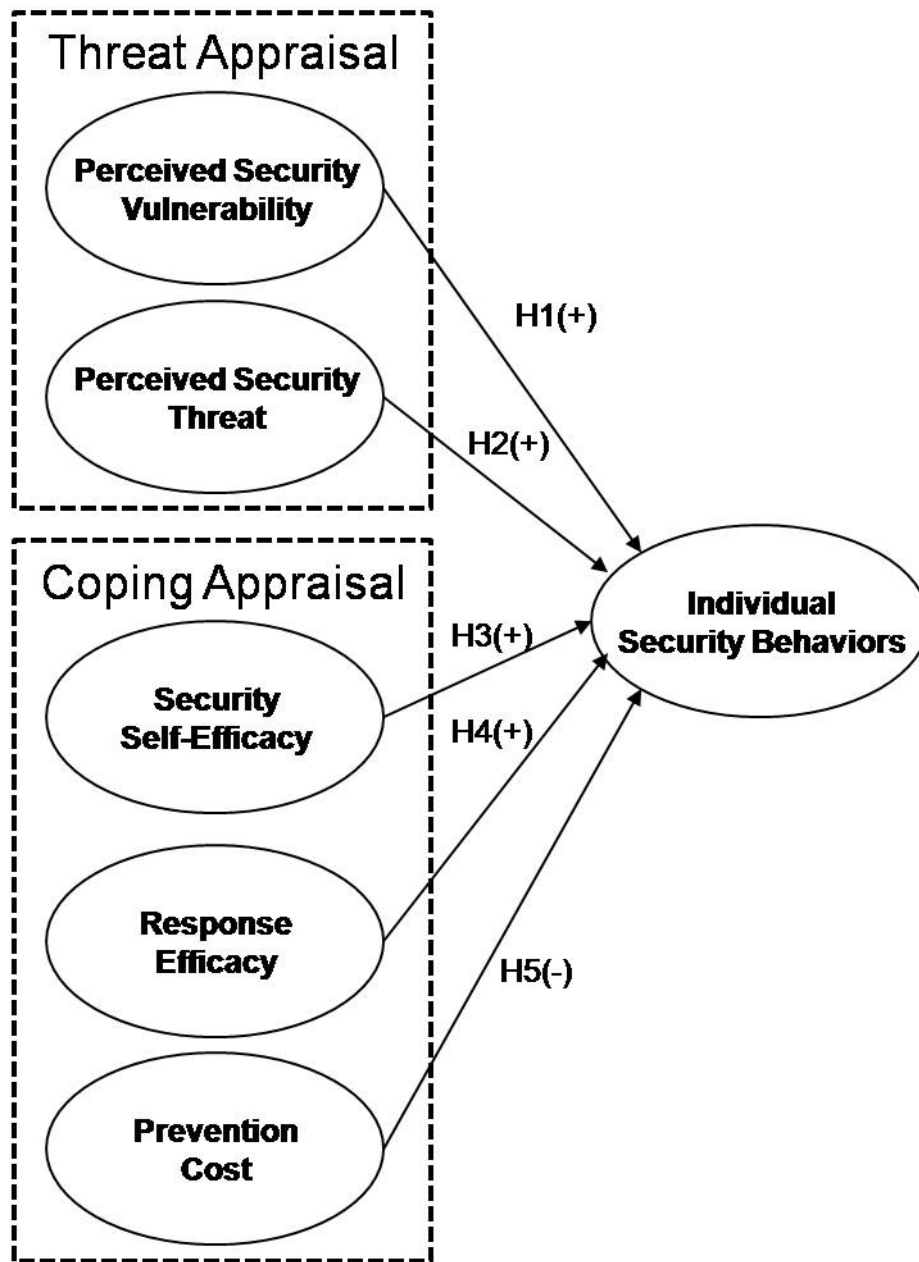 Threat Appraisal
Perceived Security
Vulnerability
H1(+)
Perceived Security
Threat
H2(+)
Individual
Security Behaviors
Coping Appraisal
Security
Self-Efficacy
H3(+)
H4(+)
Response
Efficacy
H5(-)
Prevention
Cost